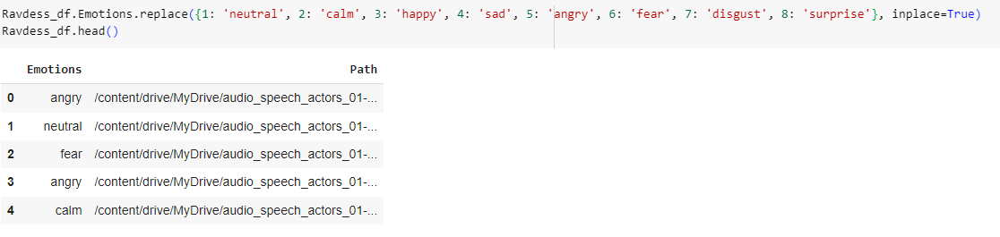 Ravdess_df.Emotions.replace({1: 'neutral', 2: 'calm', 3: 'happy', 4: 'sad', 5: 'angry', 6: 'fear', 7: 'disgust', 8: 'surprise'}, inplace=True)
Ravdess_df.head()
Emotions Path
0 angry /content/drive/MyDrive/audio_speech_actors_01-...
1 neutral /content/drive/MyDrive/audio_speech_actors_01-...
2 fear /content/drive/MyDrive/audio_speech_actors_01-...
3 angry /content/drive/MyDrive/audio_speech_actors_01-...
4 calm /content/drive/MyDrive/audio_speech_actors_01-...